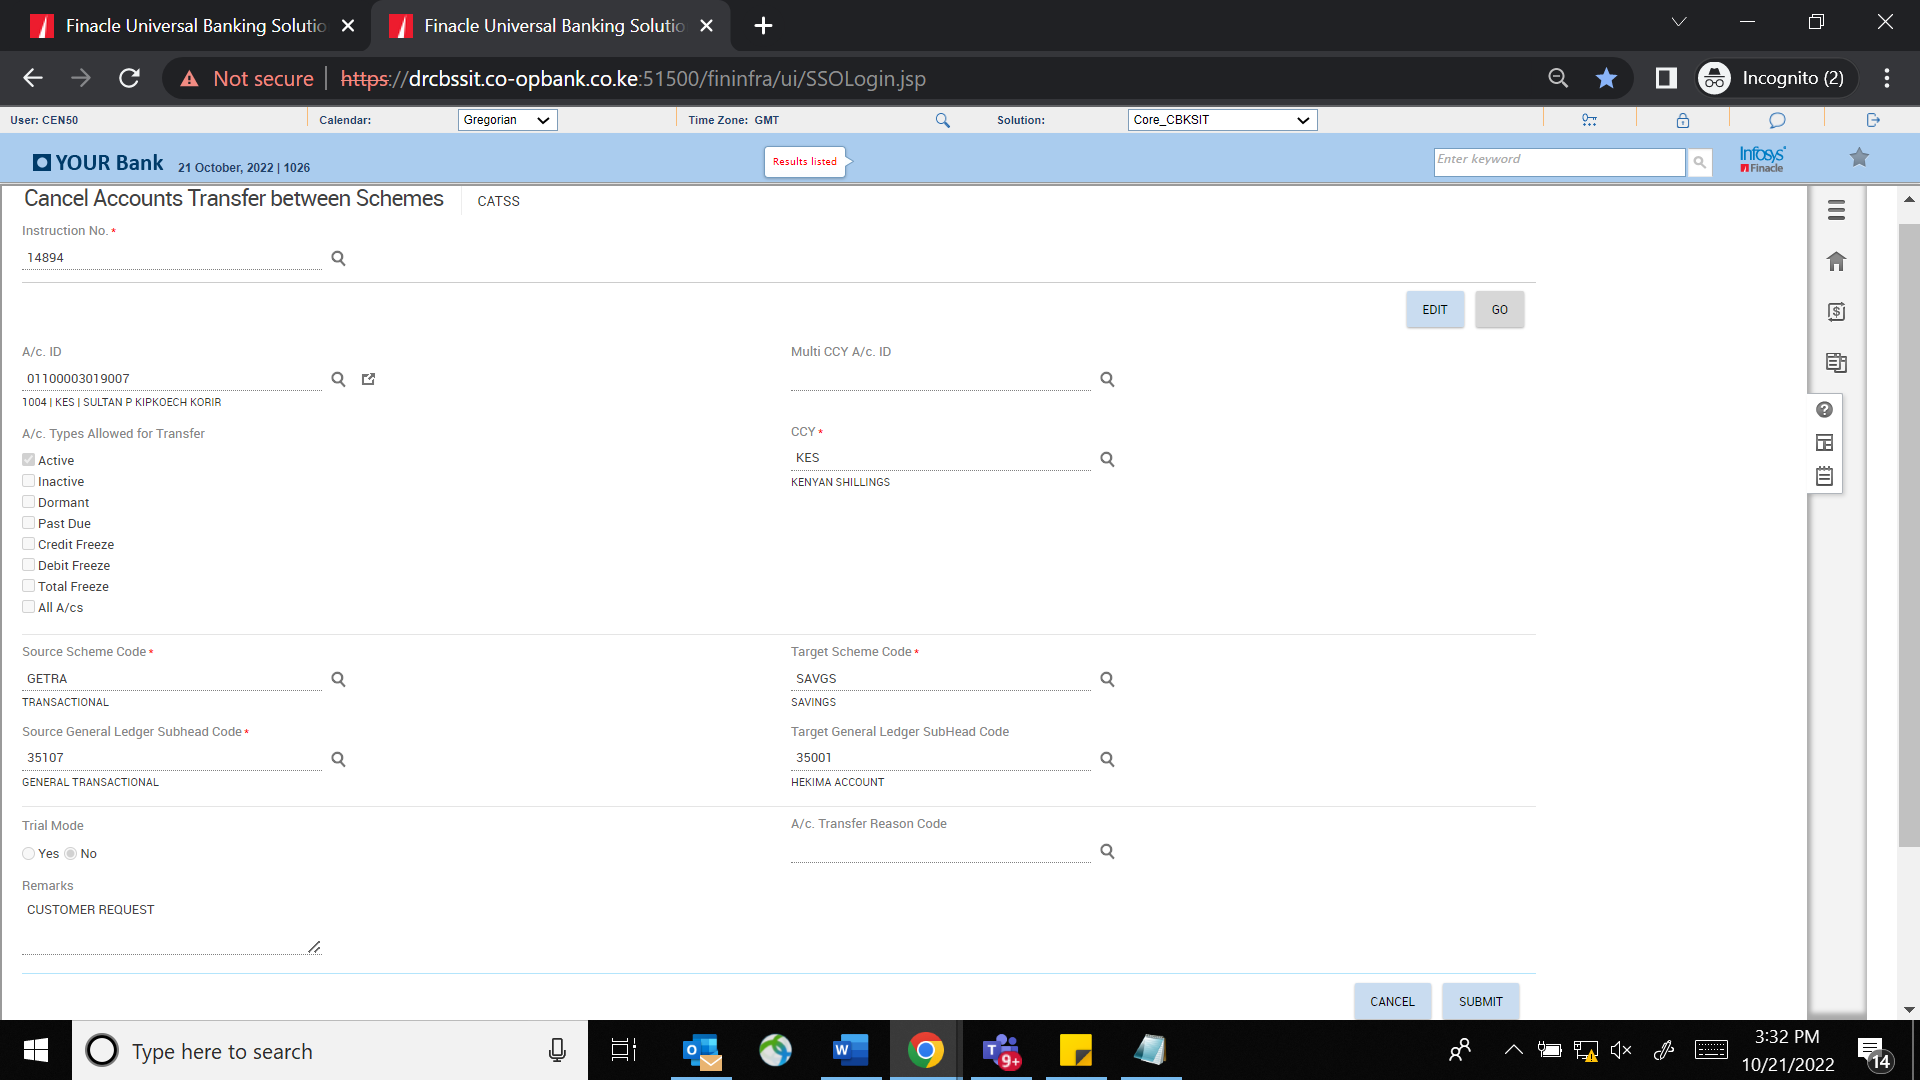 Finacle Universal Banking Solutio
Finacle Universal Banking Solutio
Not secure
https://drcbssit.co-opbank.co.ke:51500/fininfra/ui/SSOLogin.jsp
Incognito (2)
User: CEN50
Calendar:
Gregorian
Time Zone: GMT
Solution:
Core_CBKSIT
YOUR Bank
21 October, 2022 | 1026
Results listed
Enter keyword
Infosys
Finacle
Cancel Accounts Transfer between Schemes
CATSS
Instruction No. *
14894
EDIT
GO
A/c. ID
01100003019007
1004 | KES | SULTAN P KIPKOECH KORIR
Multi CCY A/c. ID
A/c. Types Allowed for Transfer
Active
Inactive
Dormant
Past Due
Credit Freeze
Debit Freeze
Total Freeze
All A/cs
CCY *
KES
KENYAN SHILLINGS
Source Scheme Code *
GETRA
TRANSACTIONAL
Target Scheme Code *
SAVGS
SAVINGS
Source General Ledger Subhead Code *
35107
GENERAL TRANSACTIONAL
Target General Ledger SubHead Code
35001
HEKIMA ACCOUNT
Trial Mode
Yes No
A/c. Transfer Reason Code
Remarks
CUSTOMER REQUEST
CANCEL
SUBMIT
Type here to search
9+
3:32 PM
10/21/2022
14